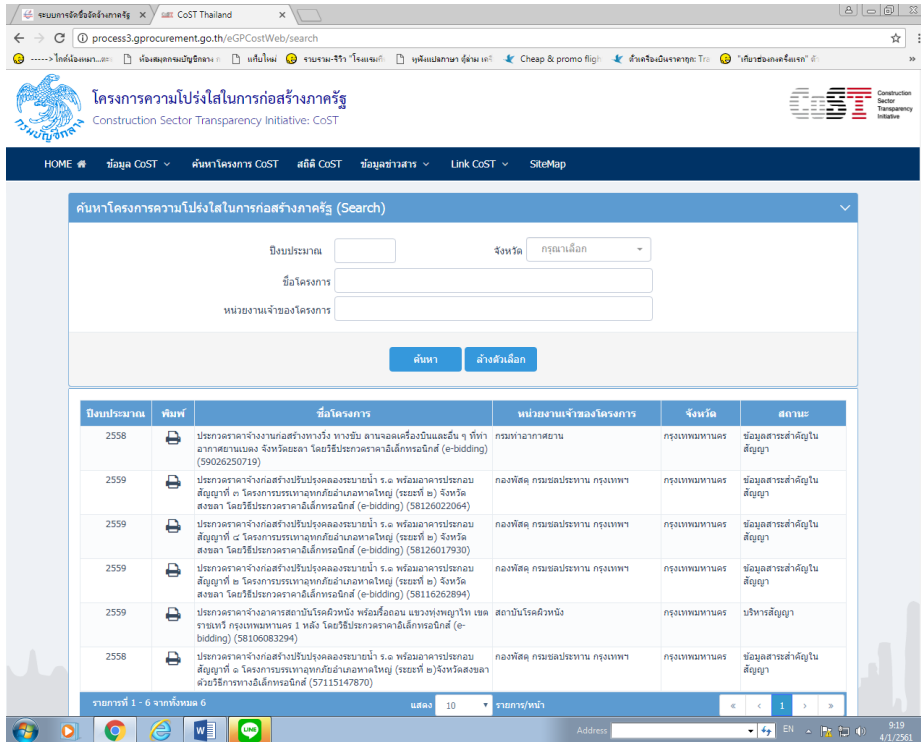 ระบบการจัดซื้อจัดจ้างภาครัฐ
CoST Thailand
process3.gprocurement.go.th/eGPCostWeb/search
ห้องสมุดกรมบัญชีกลาง
แท็บใหม่
Cheap & promo fligh
กรมบัญชีกลาง
โครงการความโปร่งใสในการก่อสร้างภาครัฐ
Construction Sector Transparency Initiative: CoST
CoST
Construction
Sector
Transparency
Initiative
HOME ข้อมูล CoST ค้นหาโครงการ CoST สถิติ CoST ข้อมูลข่าวสาร Link CoST SiteMap
ค้นหาโครงการความโปร่งใสในการก่อสร้างภาครัฐ (Search)
ปีงบประมาณ จังหวัด กรุณาเลือก
ชื่อโครงการ
หน่วยงานเจ้าของโครงการ
ค้นหา ล้างตัวเลือก
ปีงบประมาณ พิมพ์ ชื่อโครงการ หน่วยงานเจ้าของโครงการ จังหวัด สถานะ
2558 ประกวดราคาจ้างงานก่อสร้างทางวิ่ง ทางขับ ลานจอดเครื่องบินและอื่น ๆ ที่ท่า กรมท่าอากาศยาน กรุงเทพมหานคร ข้อมูลสาระสำคัญใน
อากาศยานเบตง จังหวัดยะลา โดยวิธีประกวดราคาอิเล็กทรอนิกส์ (e-bidding) สัญญา
(59026250719)
2559 ประกวดราคาจ้างก่อสร้างปรับปรุงคลองระบายน้ำ ร.๑ พร้อมอาคารประกอบ กองพัสดุ กรมชลประทาน กรุงเทพฯ กรุงเทพมหานคร ข้อมูลสาระสำคัญใน
สัญญาที่ ๓ โครงการบรรเทาอุทกภัยอำเภอหาดใหญ่ (ระยะที่ ๒) จังหวัด สัญญา
สงขลา โดยวิธีประกวดราคาอิเล็กทรอนิกส์ (e-bidding) (58126022064)
2559 ประกวดราคาจ้างก่อสร้างปรับปรุงคลองระบายน้ำ ร.๑ พร้อมอาคารประกอบ กองพัสดุ กรมชลประทาน กรุงเทพฯ กรุงเทพมหานคร ข้อมูลสาระสำคัญใน
สัญญาที่ ๔ โครงการบรรเทาอุทกภัยอำเภอหาดใหญ่ (ระยะที่ ๒) จังหวัด สัญญา
สงขลา โดยวิธีประกวดราคาอิเล็กทรอนิกส์ (e-bidding) (58126017930)
2559 ประกวดราคาจ้างก่อสร้างปรับปรุงคลองระบายน้ำ ร.๑ พร้อมอาคารประกอบ กองพัสดุ กรมชลประทาน กรุงเทพฯ กรุงเทพมหานคร ข้อมูลสาระสำคัญใน
สัญญาที่ ๒ โครงการบรรเทาอุทกภัยอำเภอหาดใหญ่ (ระยะที่ ๒) จังหวัด สัญญา
สงขลา โดยวิธีประกวดราคาอิเล็กทรอนิกส์ (e-bidding) (58116262894)
2559 ประกวดราคาจ้างอาคารสถาบันโรคผิวหนัง พร้อมรื้อถอน แขวงทุ่งพญาไท เขต สถาบันโรคผิวหนัง กรุงเทพมหานคร บริหารสัญญา
ราชเทวี กรุงเทพมหานคร 1 หลัง โดยวิธีประกวดราคาอิเล็กทรอนิกส์ (e-
bidding) (58106083294)
2558 ประกวดราคาจ้างก่อสร้างปรับปรุงคลองระบายน้ำ ร.๑ พร้อมอาคารประกอบ กองพัสดุ กรมชลประทาน กรุงเทพฯ กรุงเทพมหานคร ข้อมูลสาระสำคัญใน
สัญญาที่ ๑ โครงการบรรเทาอุทกภัยอำเภอหาดใหญ่ (ระยะที่ ๒)จังหวัดสงขลา สัญญา
ด้วยวิธีการทางอิเล็กทรอนิกส์ (57115147870)
รายการที่ 1 - 6 จากทั้งหมด 6 แสดง 10 รายการ/หน้า « ‹ 1 › »
LINE Address EN 9:19
4/1/2561